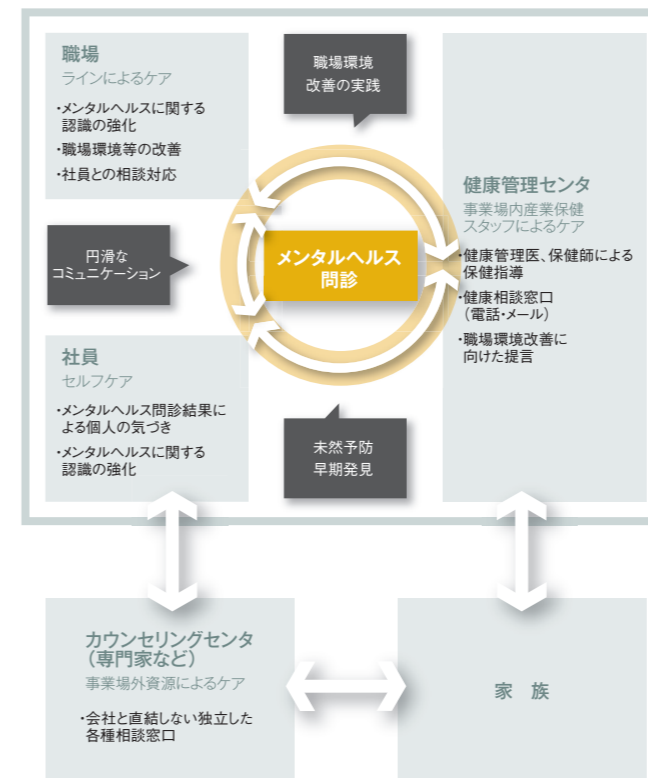 職場
ラインによるケア
・メンタルヘルスに関する
認識の強化
・職場環境等の改善
・社員との相談対応
職場環境
改善の実践
健康管理センタ
事業場内産業保健
スタッフによるケア
・健康管理医、保健師による
保健指導
・健康相談窓口
（電話・メール）
・職場環境改善に
向けた提言
円滑な
コミュニケーション
メンタルヘルス
問診
社員
セルフケア
・メンタルヘルス問診結果に
よる個人の気づき
・メンタルヘルスに関する
認識の強化
未然予防
早期発見
カウンセリングセンタ
（専門家など）
事業場外資源によるケア
・会社と直結しない独立した
各種相談窓口
家　族